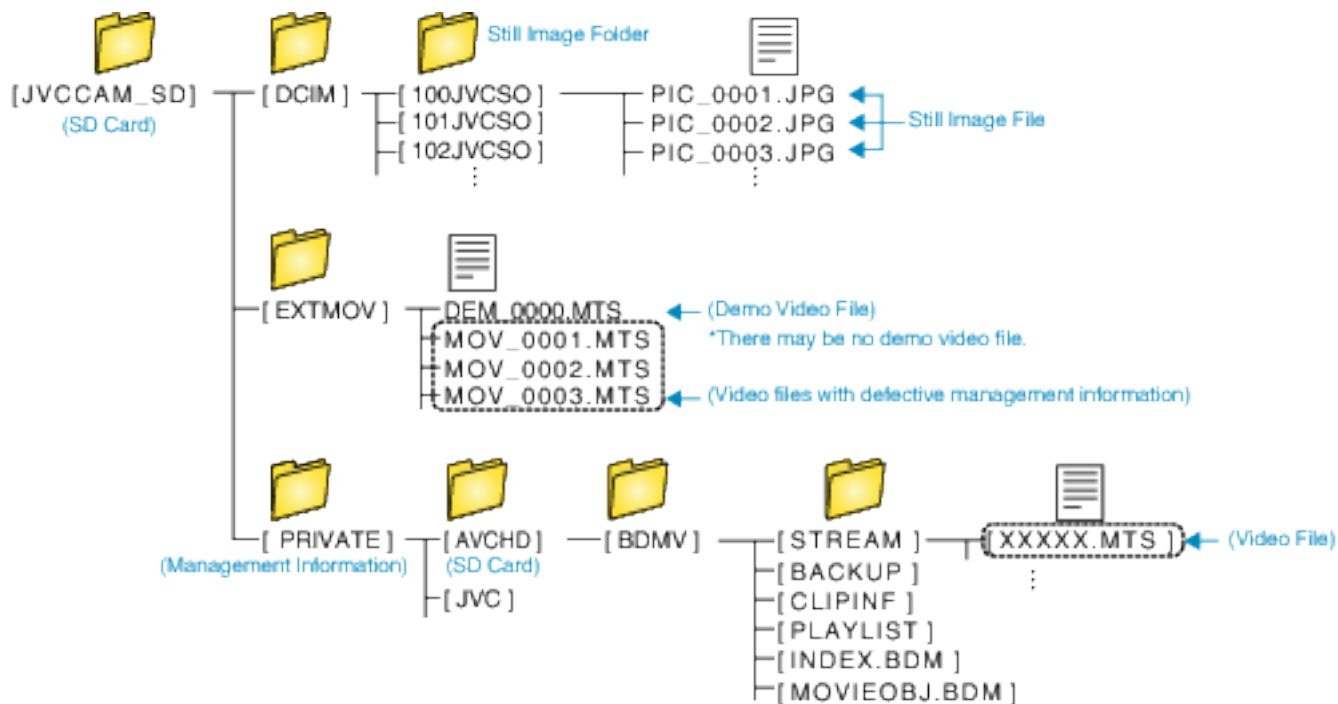 Still Image Folder
[JVCCAM_SD]
(SD Card)
[DCIM]
[100JVCSO]
[101JVCSO]
[102JVCSO]
PIC_0001.JPG
PIC_0002.JPG
PIC_0003.JPG
Still Image File
[EXTMOV]
DEM_0000.MTS
(Demo Video File)
*There may be no demo video file.
MOV_0001.MTS
MOV_0002.MTS
MOV_0003.MTS
(Video files with defective management information)
[PRIVATE]
(Management Information)
[AVCHD]
(SD Card)
[JVC]
[BDMV]
[STREAM]
[BACKUP]
[CLIPINF]
[PLAYLIST]
[INDEX.BDM]
[MOVIEOBJ.BDM]
[XXXXX.MTS]
(Video File)